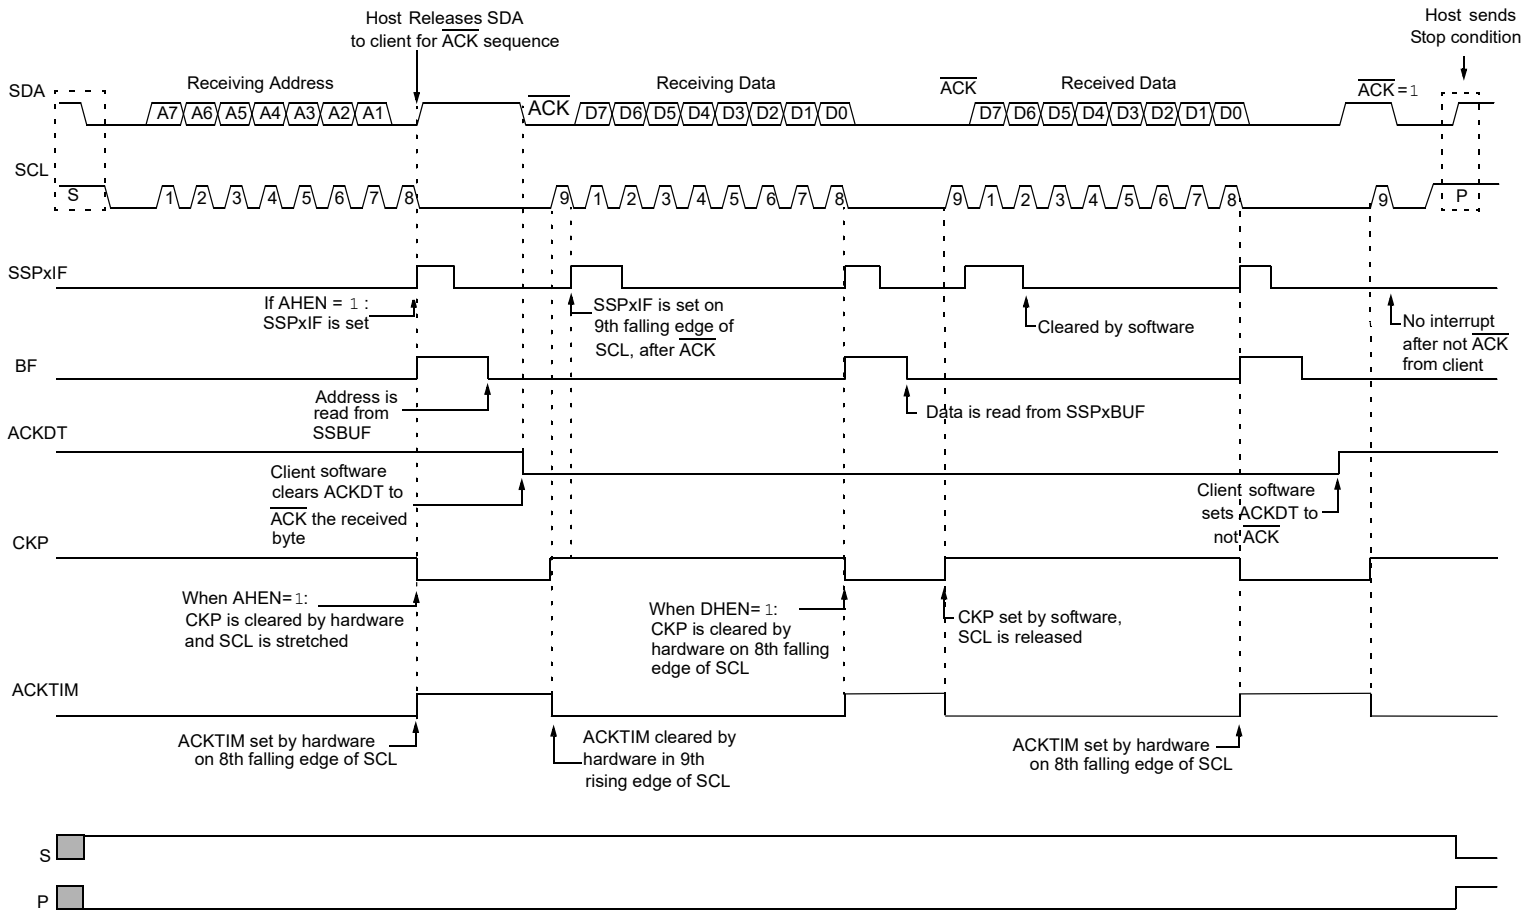 Host Releases SDA
to client for ACK sequence
Host sends
Stop condition
SDA
Receiving Address
ACK
Receiving Data
ACK
Received Data
ACK = 1
A7 A6 A5 A4 A3 A2 A1
D7 D6 D5 D4 D3 D2 D1 D0
D7 D6 D5 D4 D3 D2 D1 D0
SCL
S
1 2 3 4 5 6 7 8
9 1 2 3 4 5 6 7 8
9 1 2 3 4 5 6 7 8
9
P
SSPxIF
If AHEN = 1 :
SSPxIF is set
SSPxIF is set on
9th falling edge of
SCL, after ACK
Cleared by software
No interrupt
after not ACK
from client
BF
Address is
read from
SSBUF
Data is read from SSPxBUF
ACKDT
Client software
clears ACKDT to
ACK the received
byte
Client software
sets ACKDT to
not ACK
CKP
When AHEN= 1:
CKP is cleared by hardware
and SCL is stretched
When DHEN= 1:
CKP is cleared by
hardware on 8th falling
edge of SCL
CKP set by software,
SCL is released
ACKTIM
ACKTIM set by hardware
on 8th falling edge of SCL
ACKTIM cleared by
hardware in 9th
rising edge of SCL
ACKTIM set by hardware
on 8th falling edge of SCL
S
P